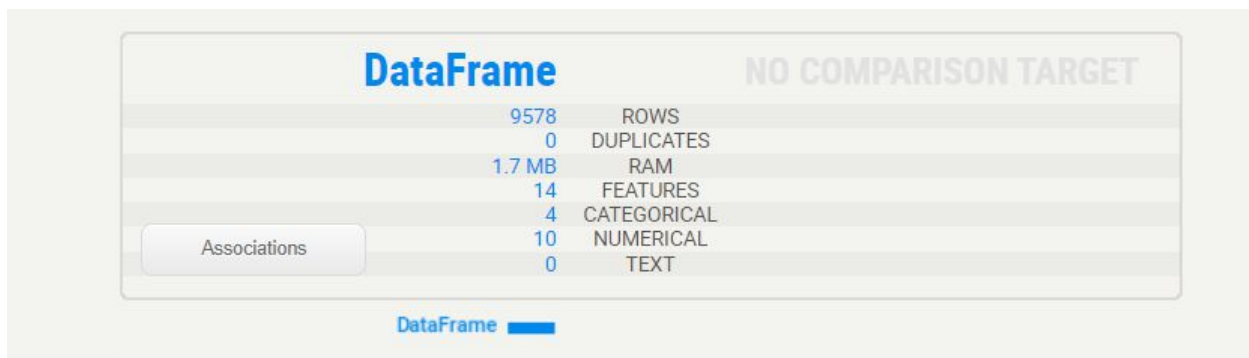 DataFrame NO COMPARISON TARGET
9578 ROWS
0 DUPLICATES
1.7 MB RAM
14 FEATURES
4 CATEGORICAL
10 NUMERICAL
Associations
0 TEXT
DataFrame